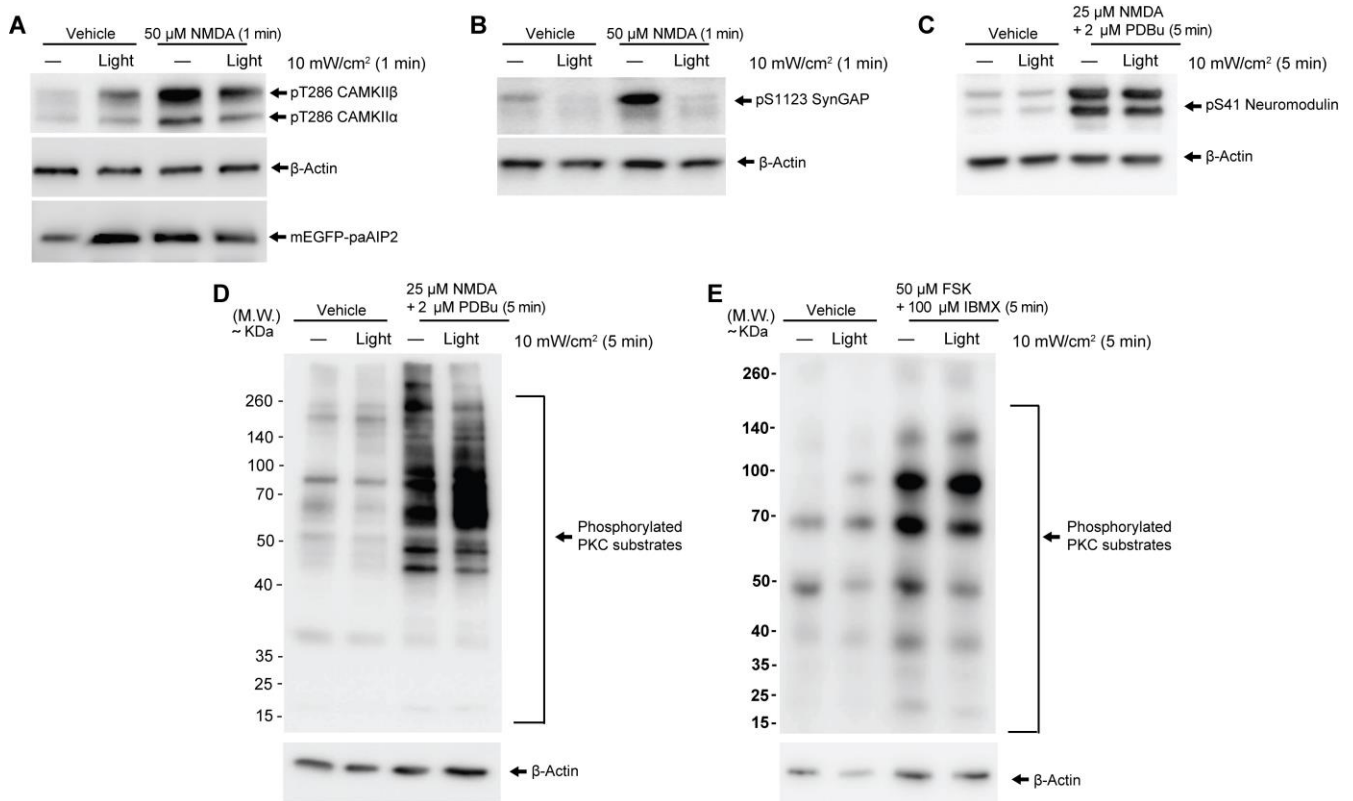 A
Vehicle
50 µM NMDA (1 min)
— Light — Light 10 mW/cm² (1 min)
pT286 CAMKIIβ
pT286 CAMKIIα
β-Actin
mEGFP-paAIP2
B
Vehicle
50 µM NMDA (1 min)
— Light — Light 10 mW/cm² (1 min)
pS1123 SynGAP
β-Actin
C
Vehicle
25 µM NMDA
+ 2 µM PDBu (5 min)
— Light — Light 10 mW/cm² (5 min)
pS41 Neuromodulin
β-Actin
D
(M.W.)
~ KDa
Vehicle
25 µM NMDA
+ 2 µM PDBu (5 min)
— Light — Light 10 mW/cm² (5 min)
260 -
140 -
100 -
70 -
50 -
40 -
35 -
25 -
15 -
Phosphorylated
PKC substrates
β-Actin
E
(M.W.)
~ KDa
Vehicle
50 µM FSK
+ 100 µM IBMX (5 min)
— Light — Light 10 mW/cm² (5 min)
260-
140-
100-
70-
50-
40-
35-
25-
15-
Phosphorylated
PKC substrates
β-Actin